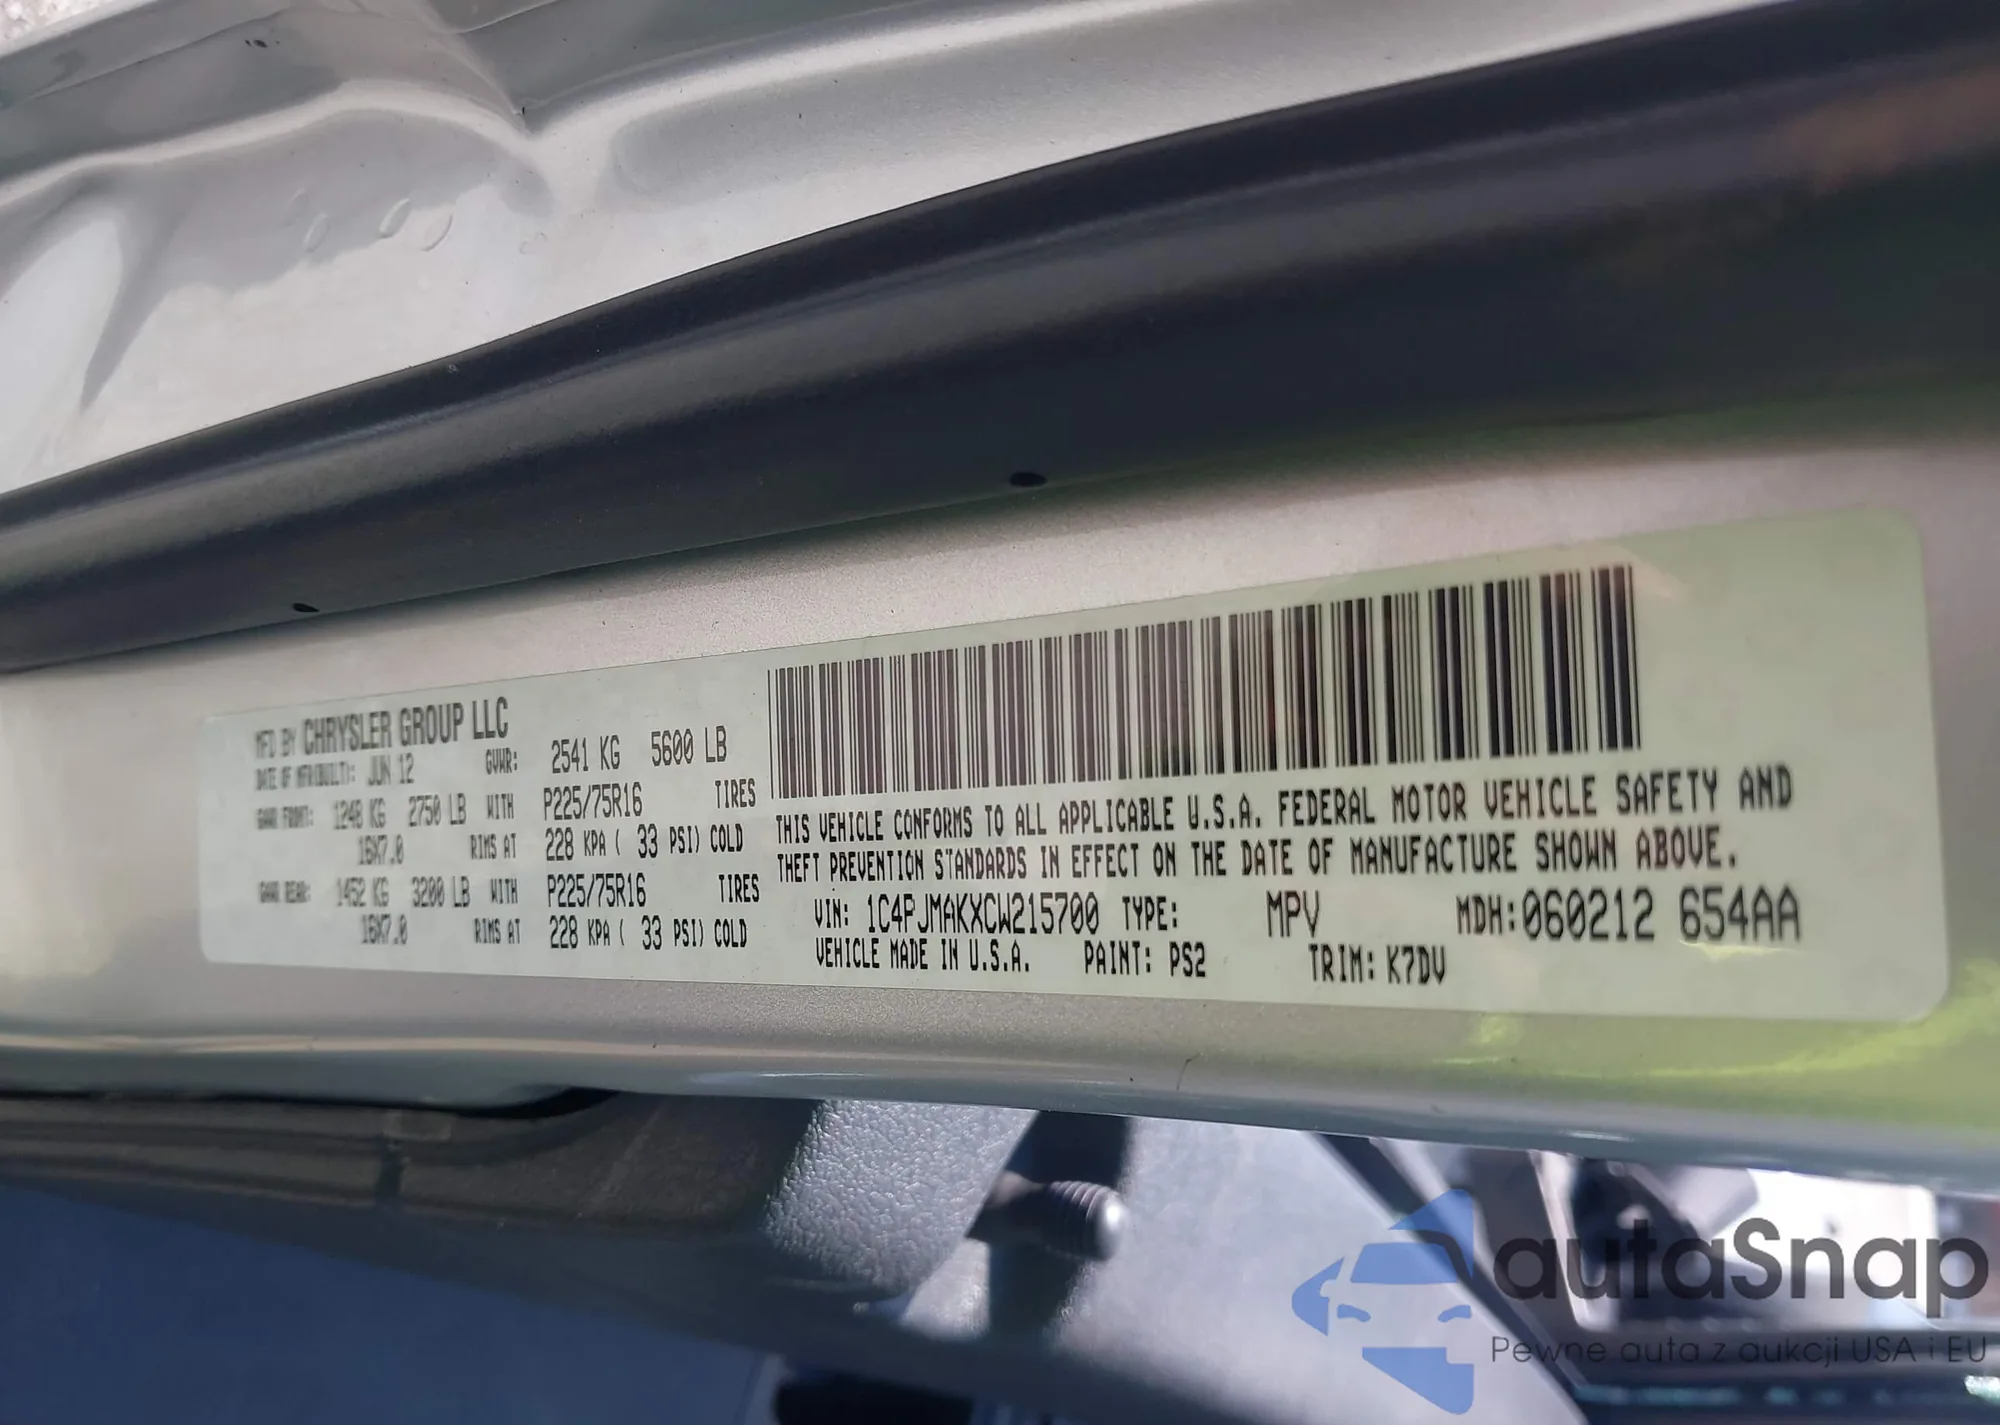 MFD BY CHRYSLER GROUP LLC
DATE OF MFR(BUILT): JUN 12 GVWR: 2541 KG 5600 LB
GAWR FRONT: 1248 KG 2750 LB WITH P225/75R16 TIRES
16X7.0 RIMS AT 228 KPA ( 33 PSI) COLD
GAWR REAR: 1452 KG 3200 LB WITH P225/75R16 TIRES
16X7.0 RIMS AT 228 KPA ( 33 PSI) COLD
THIS VEHICLE CONFORMS TO ALL APPLICABLE U.S.A. FEDERAL MOTOR VEHICLE SAFETY AND
THEFT PREVENTION STANDARDS IN EFFECT ON THE DATE OF MANUFACTURE SHOWN ABOVE.
VIN: 1C4PJMAKXCW215700 TYPE: MPV MDH: 060212 654AA
VEHICLE MADE IN U.S.A. PAINT: PS2 TRIM: K7DV
autaSnap
Pewne auta z aukcji USA i EU